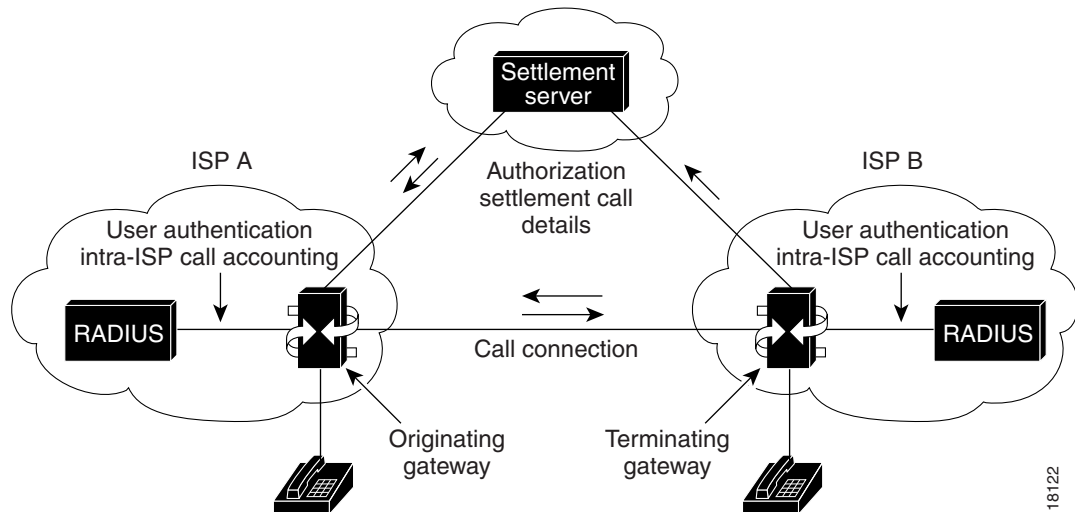 Settlement
server
ISP A
Authorization
settlement call
details
ISP B
User authentication
intra-ISP call accounting
User authentication
intra-ISP call accounting
RADIUS
RADIUS
Call connection
Originating
gateway
Terminating
gateway
18122